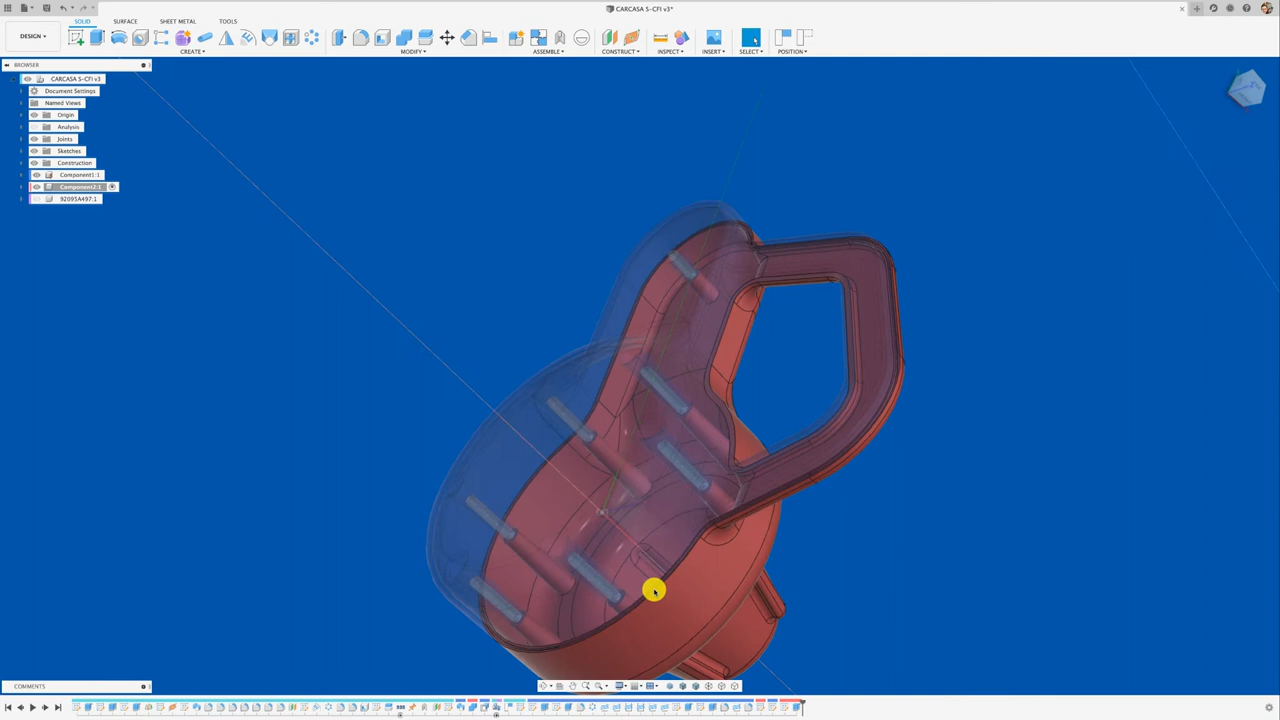 CARCASA S-CFI v3*
DESIGN
SOLID SURFACE SHEET METAL TOOLS
CREATE MODIFY ASSEMBLE CONSTRUCT INSPECT INSERT SELECT POSITION
BROWSER
CARCASA S-CFI v3
Document Settings
Named Views
Origin
Analysis
Joints
Sketches
Construction
Component1:1
Component2:1
92095A497:1
COMMENTS